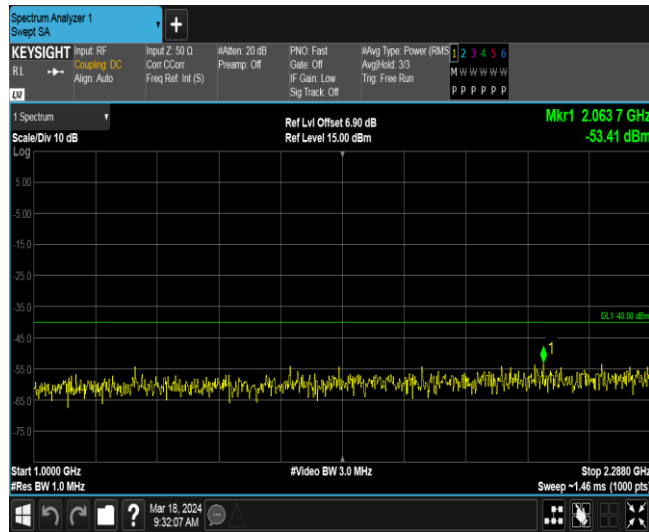 Spectrum Analyzer 1
Swept SA
KEYSIGHT
RL
LXI
Input: RF
Coupling: DC
Align: Auto
Input Z: 50 Ω
Corr CCorr
Freq Ref: Int (S)
#Atten: 20 dB
Preamp: Off
PNO: Fast
Gate: Off
IF Gain: Low
Sig Track: Off
#Avg Type: Power (RMS
Avg|Hold: 3/3
Trig: Free Run
1 2 3 4 5 6
M W W W W W
P P P P P P
1 Spectrum
Scale/Div 10 dB
Log
Ref Lvl Offset 6.90 dB
Ref Level 15.00 dBm
Mkr1 2.063 7 GHz
-53.41 dBm
5.00
-5.00
-15.0
-25.0
-35.0
DL1 -40.00 dBm
-45.0
1
-55.0
-65.0
-75.0
Start 1.0000 GHz
#Res BW 1.0 MHz
#Video BW 3.0 MHz
Stop 2.2880 GHz
Sweep ~1.46 ms (1000 pts)
?
Mar 18, 2024
9:32:07 AM